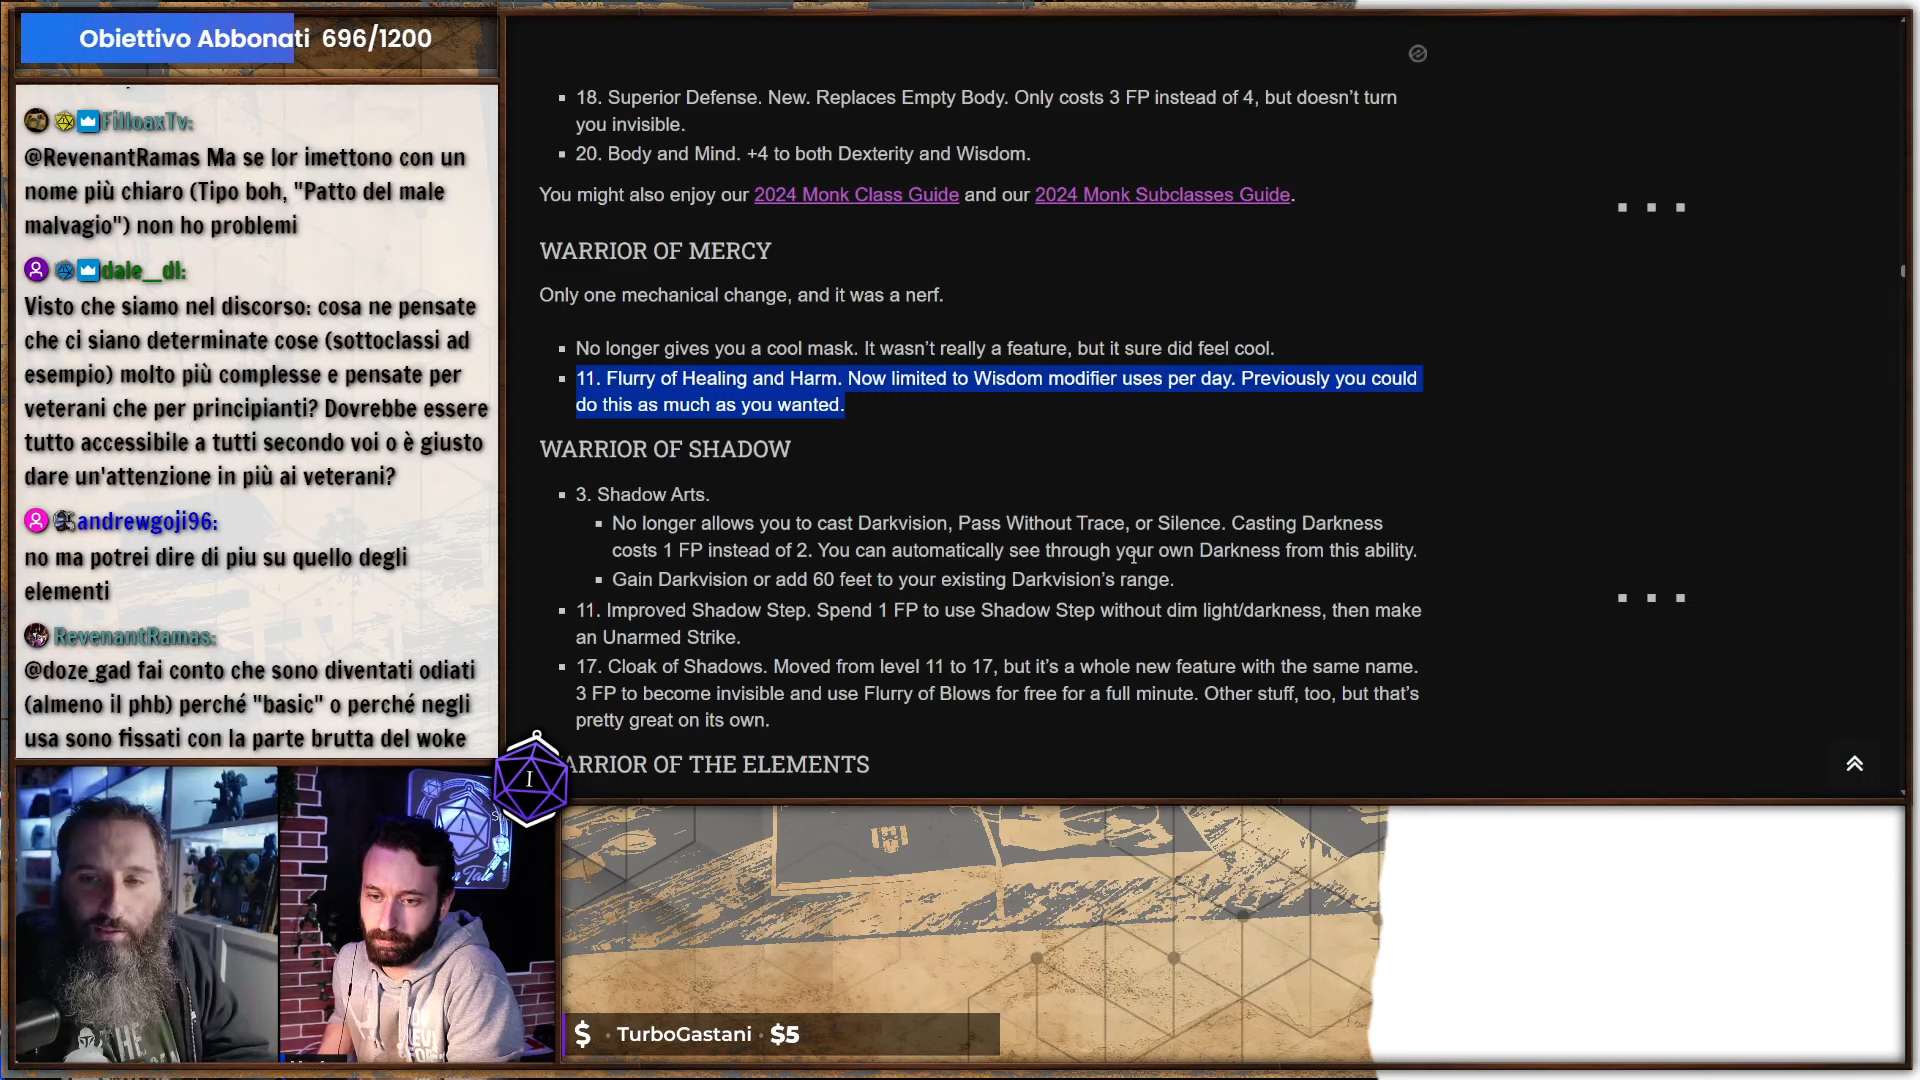 Obiettivo Abbonati 696/1200
FilloaxTv:
@RevenantRamas Ma se lor imettono con un
nome più chiaro (Tipo boh, "Patto del male
malvagio") non ho problemi
dale__dl:
Visto che siamo nel discorso: cosa ne pensate
che ci siano determinate cose (sottoclassi ad
esempio) molto più complesse e pensate per
veterani che per principianti? Dovrebbe essere
tutto accessibile a tutti secondo voi o è giusto
dare un'attenzione in più ai veterani?
andrewgoji96:
no ma potrei dire di piu su quello degli
elementi
RevenantRamas:
@doze_gad fai conto che sono diventati odiati
(almeno il phb) perché "basic" o perché negli
usa sono fissati con la parte brutta del woke
18. Superior Defense. New. Replaces Empty Body. Only costs 3 FP instead of 4, but doesn't turn
you invisible.
20. Body and Mind. +4 to both Dexterity and Wisdom.
You might also enjoy our 2024 Monk Class Guide and our 2024 Monk Subclasses Guide.
WARRIOR OF MERCY
Only one mechanical change, and it was a nerf.
No longer gives you a cool mask. It wasn't really a feature, but it sure did feel cool.
11. Flurry of Healing and Harm. Now limited to Wisdom modifier uses per day. Previously you could
do this as much as you wanted.
WARRIOR OF SHADOW
3. Shadow Arts.
No longer allows you to cast Darkvision, Pass Without Trace, or Silence. Casting Darkness
costs 1 FP instead of 2. You can automatically see through your own Darkness from this ability.
Gain Darkvision or add 60 feet to your existing Darkvision's range.
11. Improved Shadow Step. Spend 1 FP to use Shadow Step without dim light/darkness, then make
an Unarmed Strike.
17. Cloak of Shadows. Moved from level 11 to 17, but it's a whole new feature with the same name.
3 FP to become invisible and use Flurry of Blows for free for a full minute. Other stuff, too, but that's
pretty great on its own.
ARRIOR OF THE ELEMENTS
I
$ · TurboGastani · $5